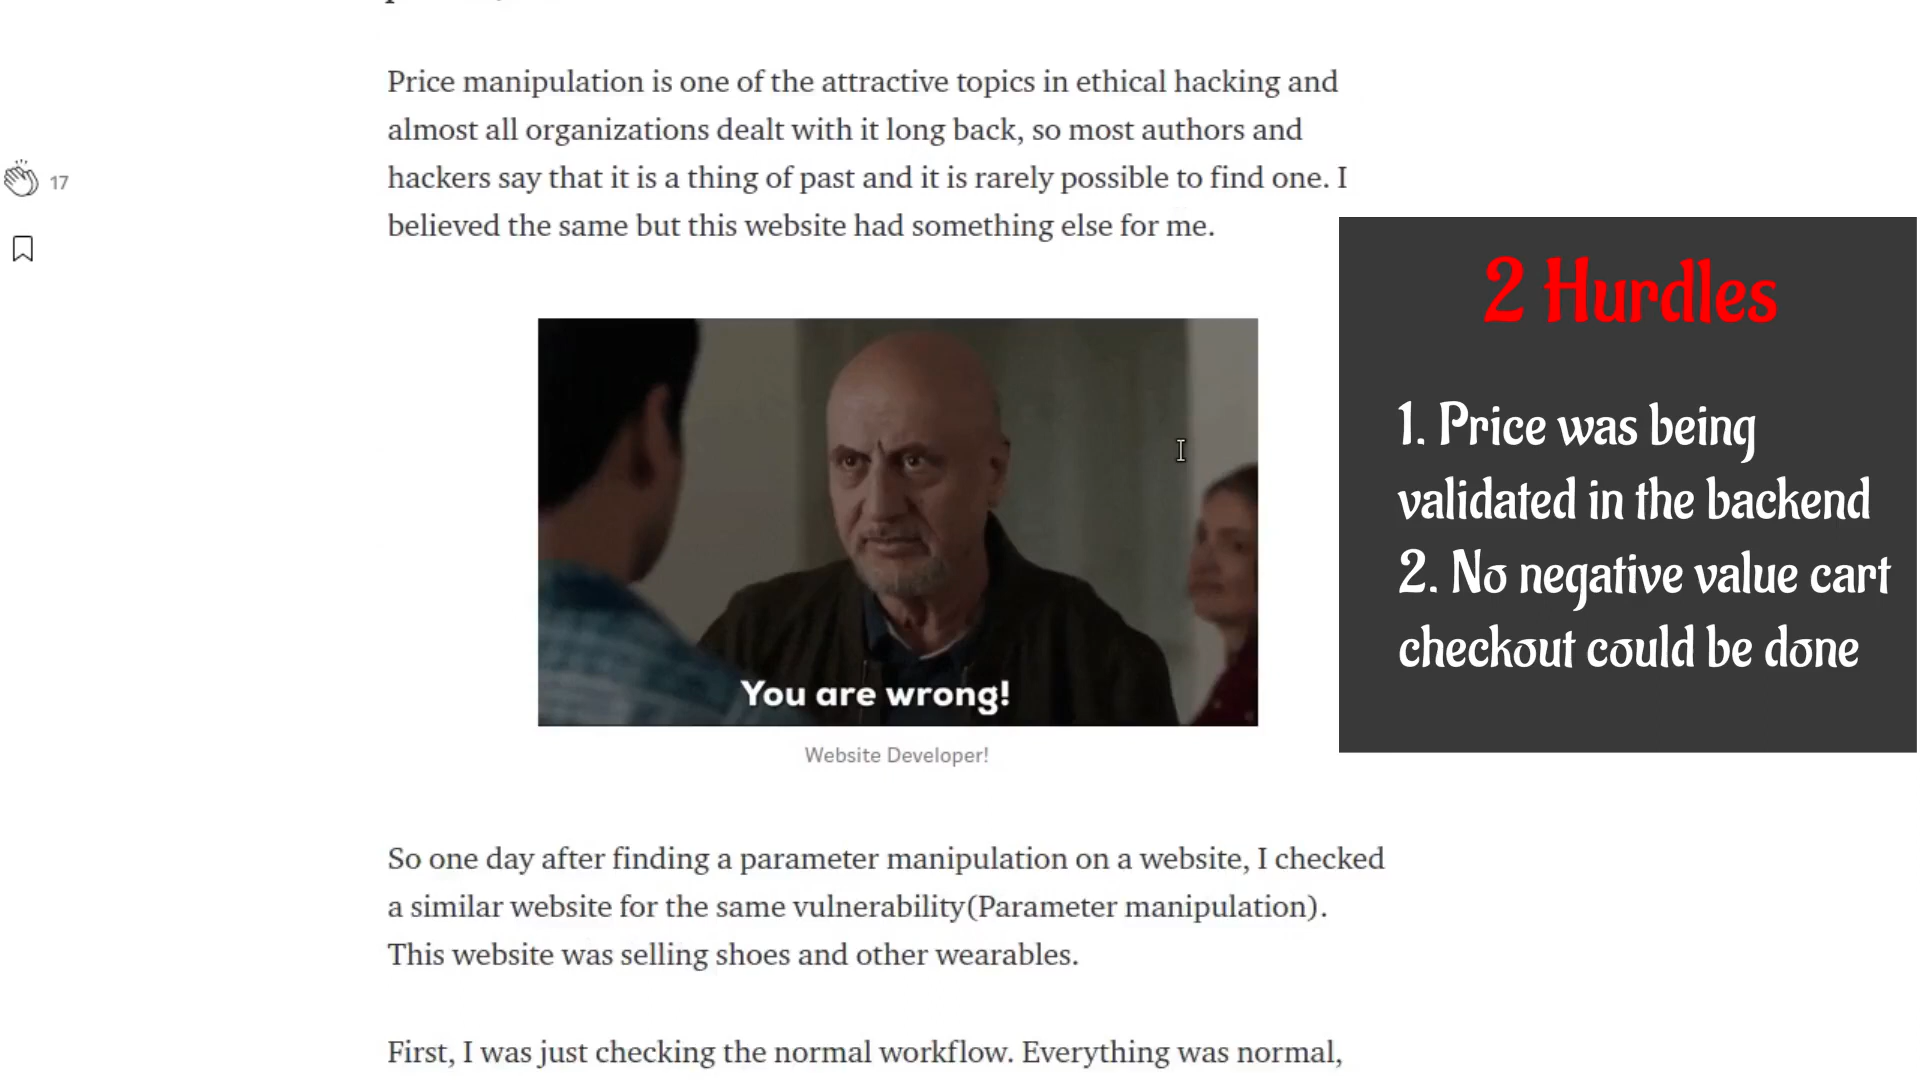 Price manipulation is one of the attractive topics in ethical hacking and
almost all organizations dealt with it long back, so most authors and
hackers say that it is a thing of past and it is rarely possible to find one. I
believed the same but this website had something else for me.
17
2 Hurdles
1. Price was being
validated in the backend
2. No negative value cart
checkout could be done
You are wrong!
Website Developer!
So one day after finding a parameter manipulation on a website, I checked
a similar website for the same vulnerability(Parameter manipulation).
This website was selling shoes and other wearables.
First, I was just checking the normal workflow. Everything was normal,